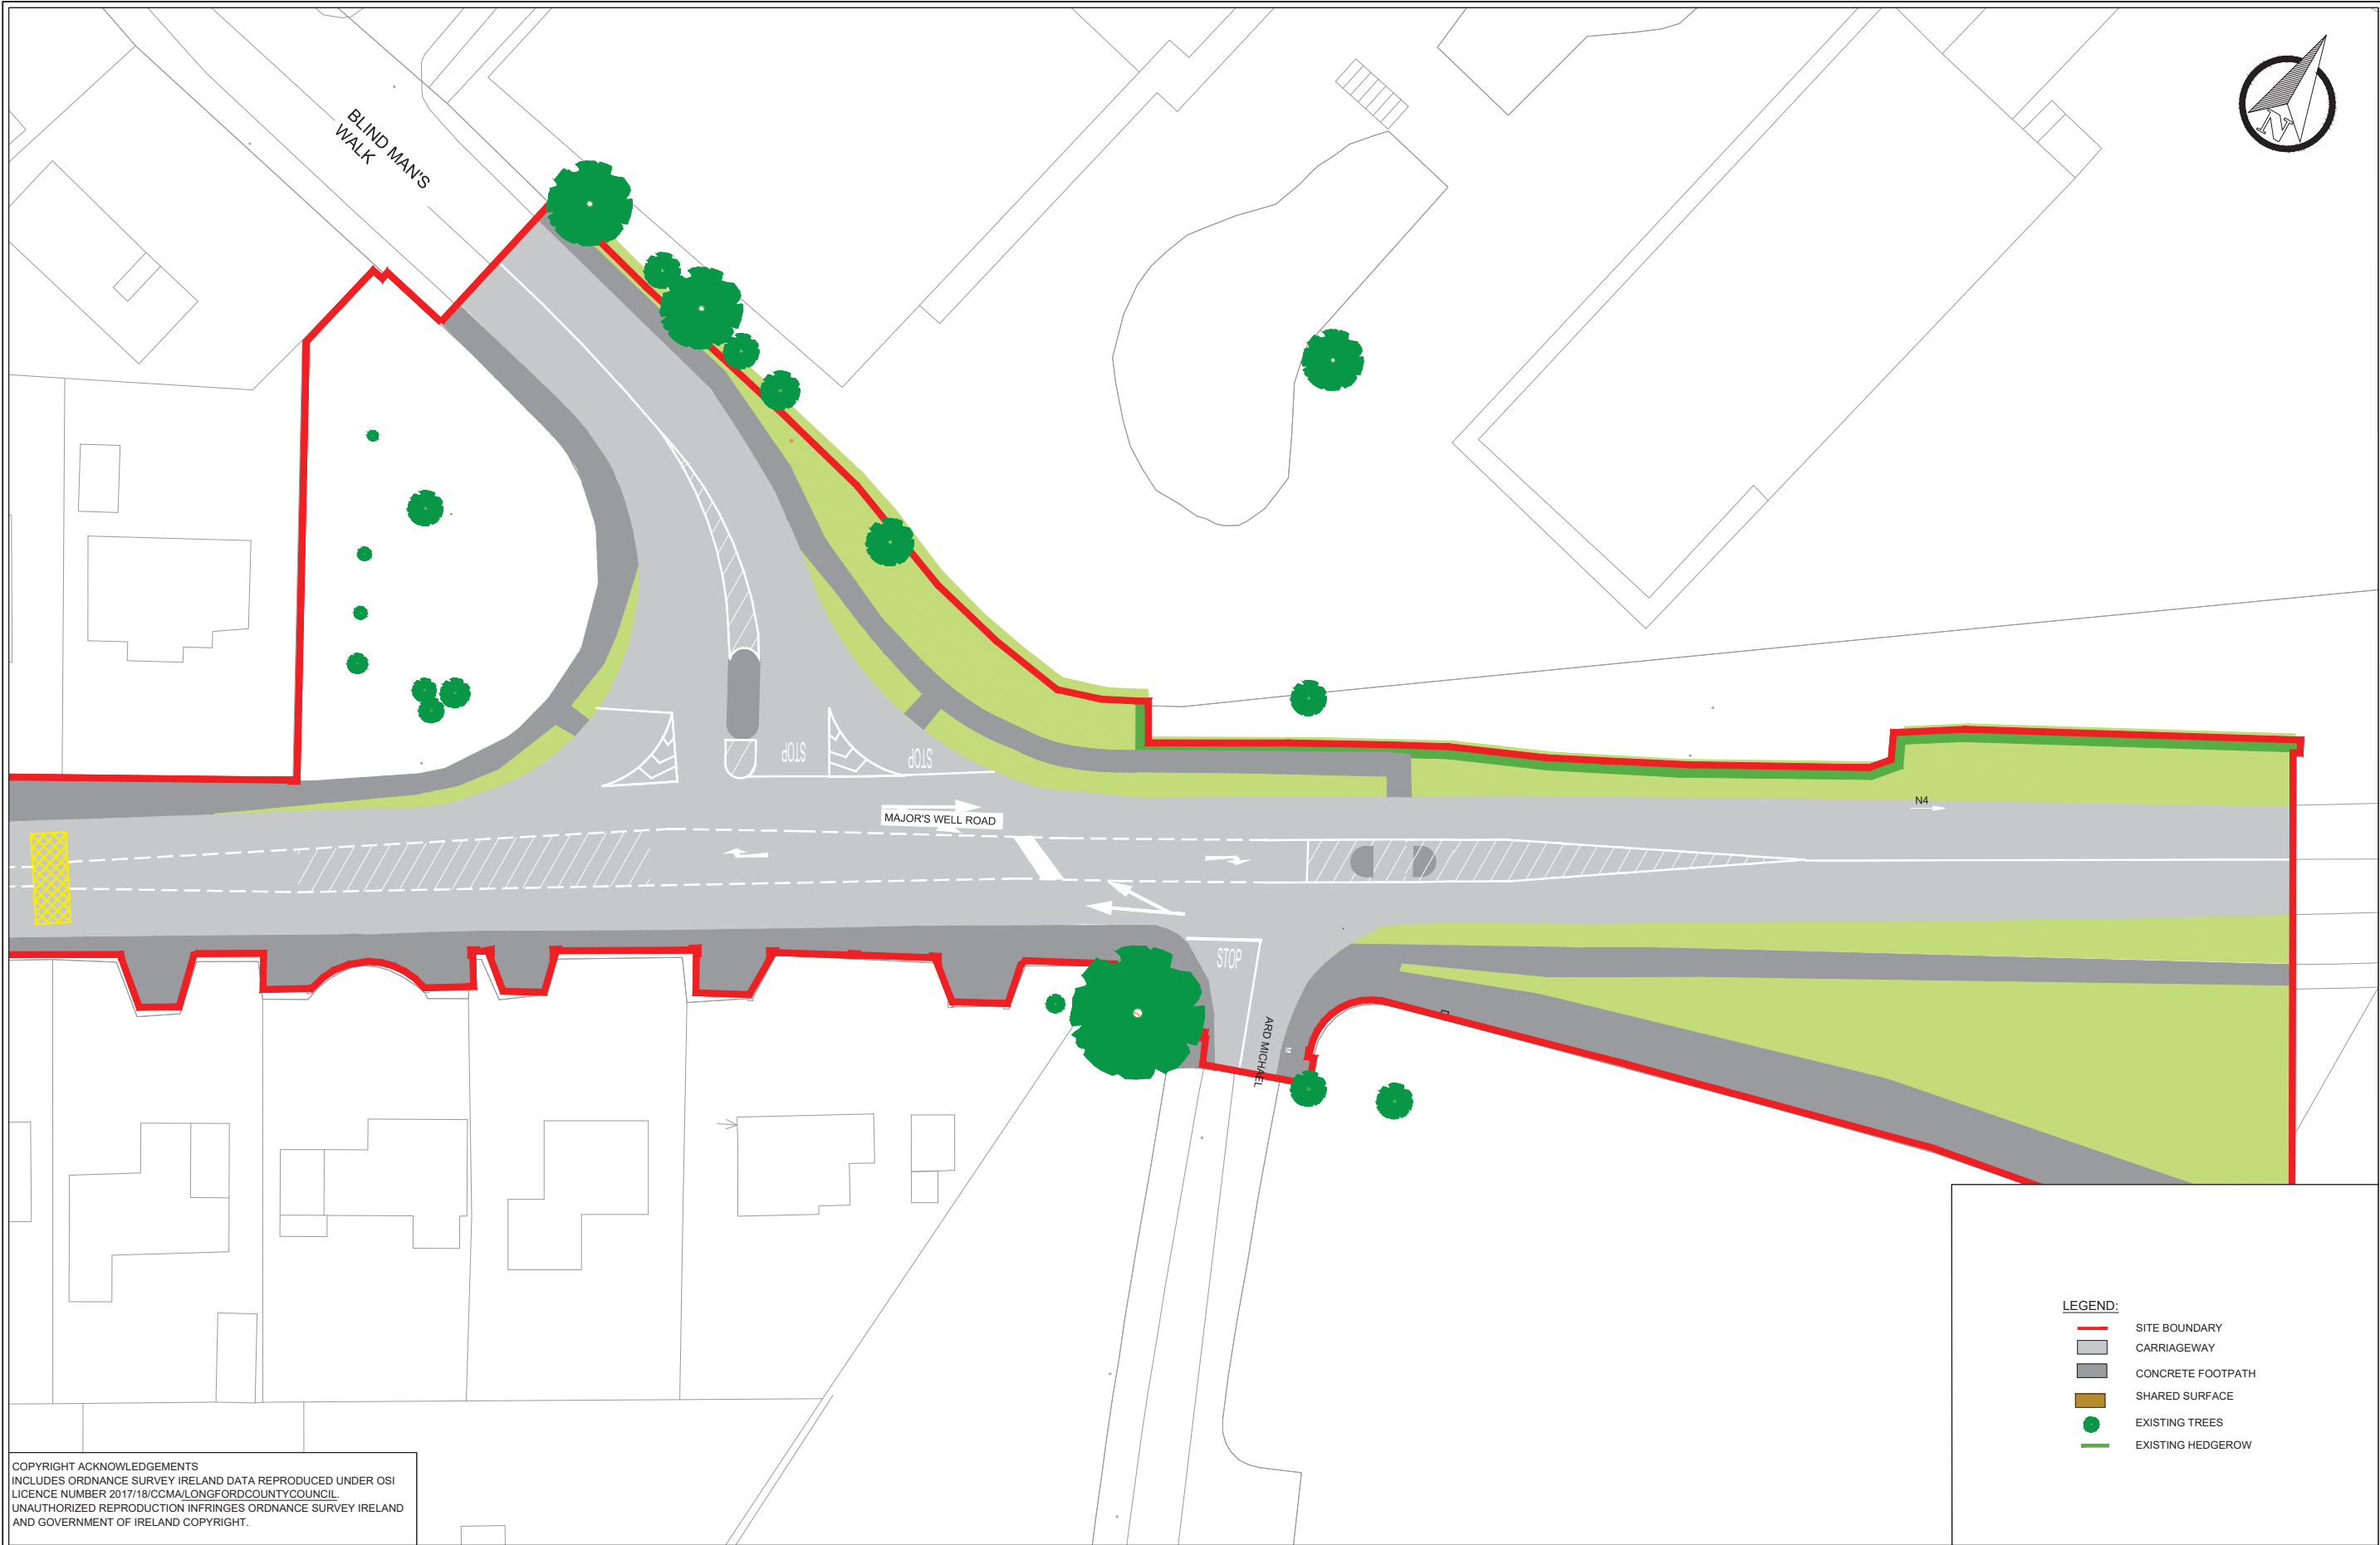 BLIND MAN'S
WALK
N
STOP
STOP
MAJOR'S WELL ROAD
N4
STOP
ARD MICHAEL
LEGEND:
SITE BOUNDARY
CARRIAGEWAY
CONCRETE FOOTPATH
SHARED SURFACE
EXISTING TREES
EXISTING HEDGEROW
COPYRIGHT ACKNOWLEDGEMENTS
INCLUDES ORDNANCE SURVEY IRELAND DATA REPRODUCED UNDER OSI
LICENCE NUMBER 2017/18/CCMA/LONGFORDCOUNTYCOUNCIL.
UNAUTHORIZED REPRODUCTION INFRINGES ORDNANCE SURVEY IRELAND
AND GOVERNMENT OF IRELAND COPYRIGHT.